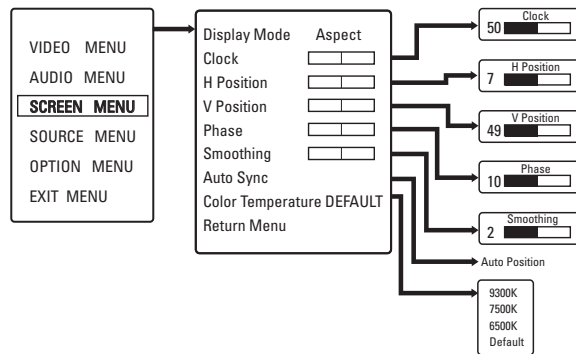 VIDEO MENU
AUDIO MENU
SCREEN MENU
SOURCE MENU
OPTION MENU
EXIT MENU
Display Mode Aspect
Clock
H Position
V Position
Phase
Smoothing
Auto Sync
Color Temperature DEFAULT
Return Menu
Clock
50
H Position
7
V Position
49
Phase
10
Smoothing
2
Auto Position
9300K
7500K
6500K
Default